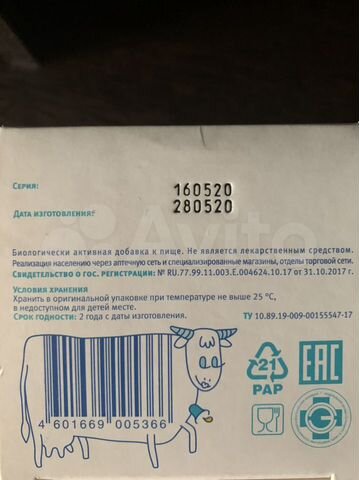 Серия: 160520
Дата изготовления: 280520
Avito
Биологически активная добавка к пище. Не является лекарственным средством.
Реализация населению через аптечную сеть и специализированные магазины, отделы торговой сети.
Свидетельство о гос. регистрации: № RU.77.99.11.003.Е.004624.10.17 от 31.10.2017 г.
Условия хранения
Хранить в оригинальной упаковке при температуре не выше 25 °С,
в недоступном для детей месте.
Срок годности: 2 года с даты изготовления.
ТУ 10.89.19-009-00155547-17
21
PAP
EAC
4 601669 005366